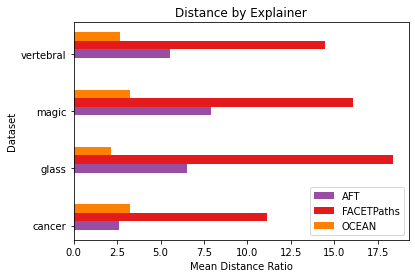 Distance by Explainer
vertebral
magic
glass
cancer
Dataset
AFT
FACETPaths
OCEAN
0.0 2.5 5.0 7.5 10.0 12.5 15.0 17.5
Mean Distance Ratio